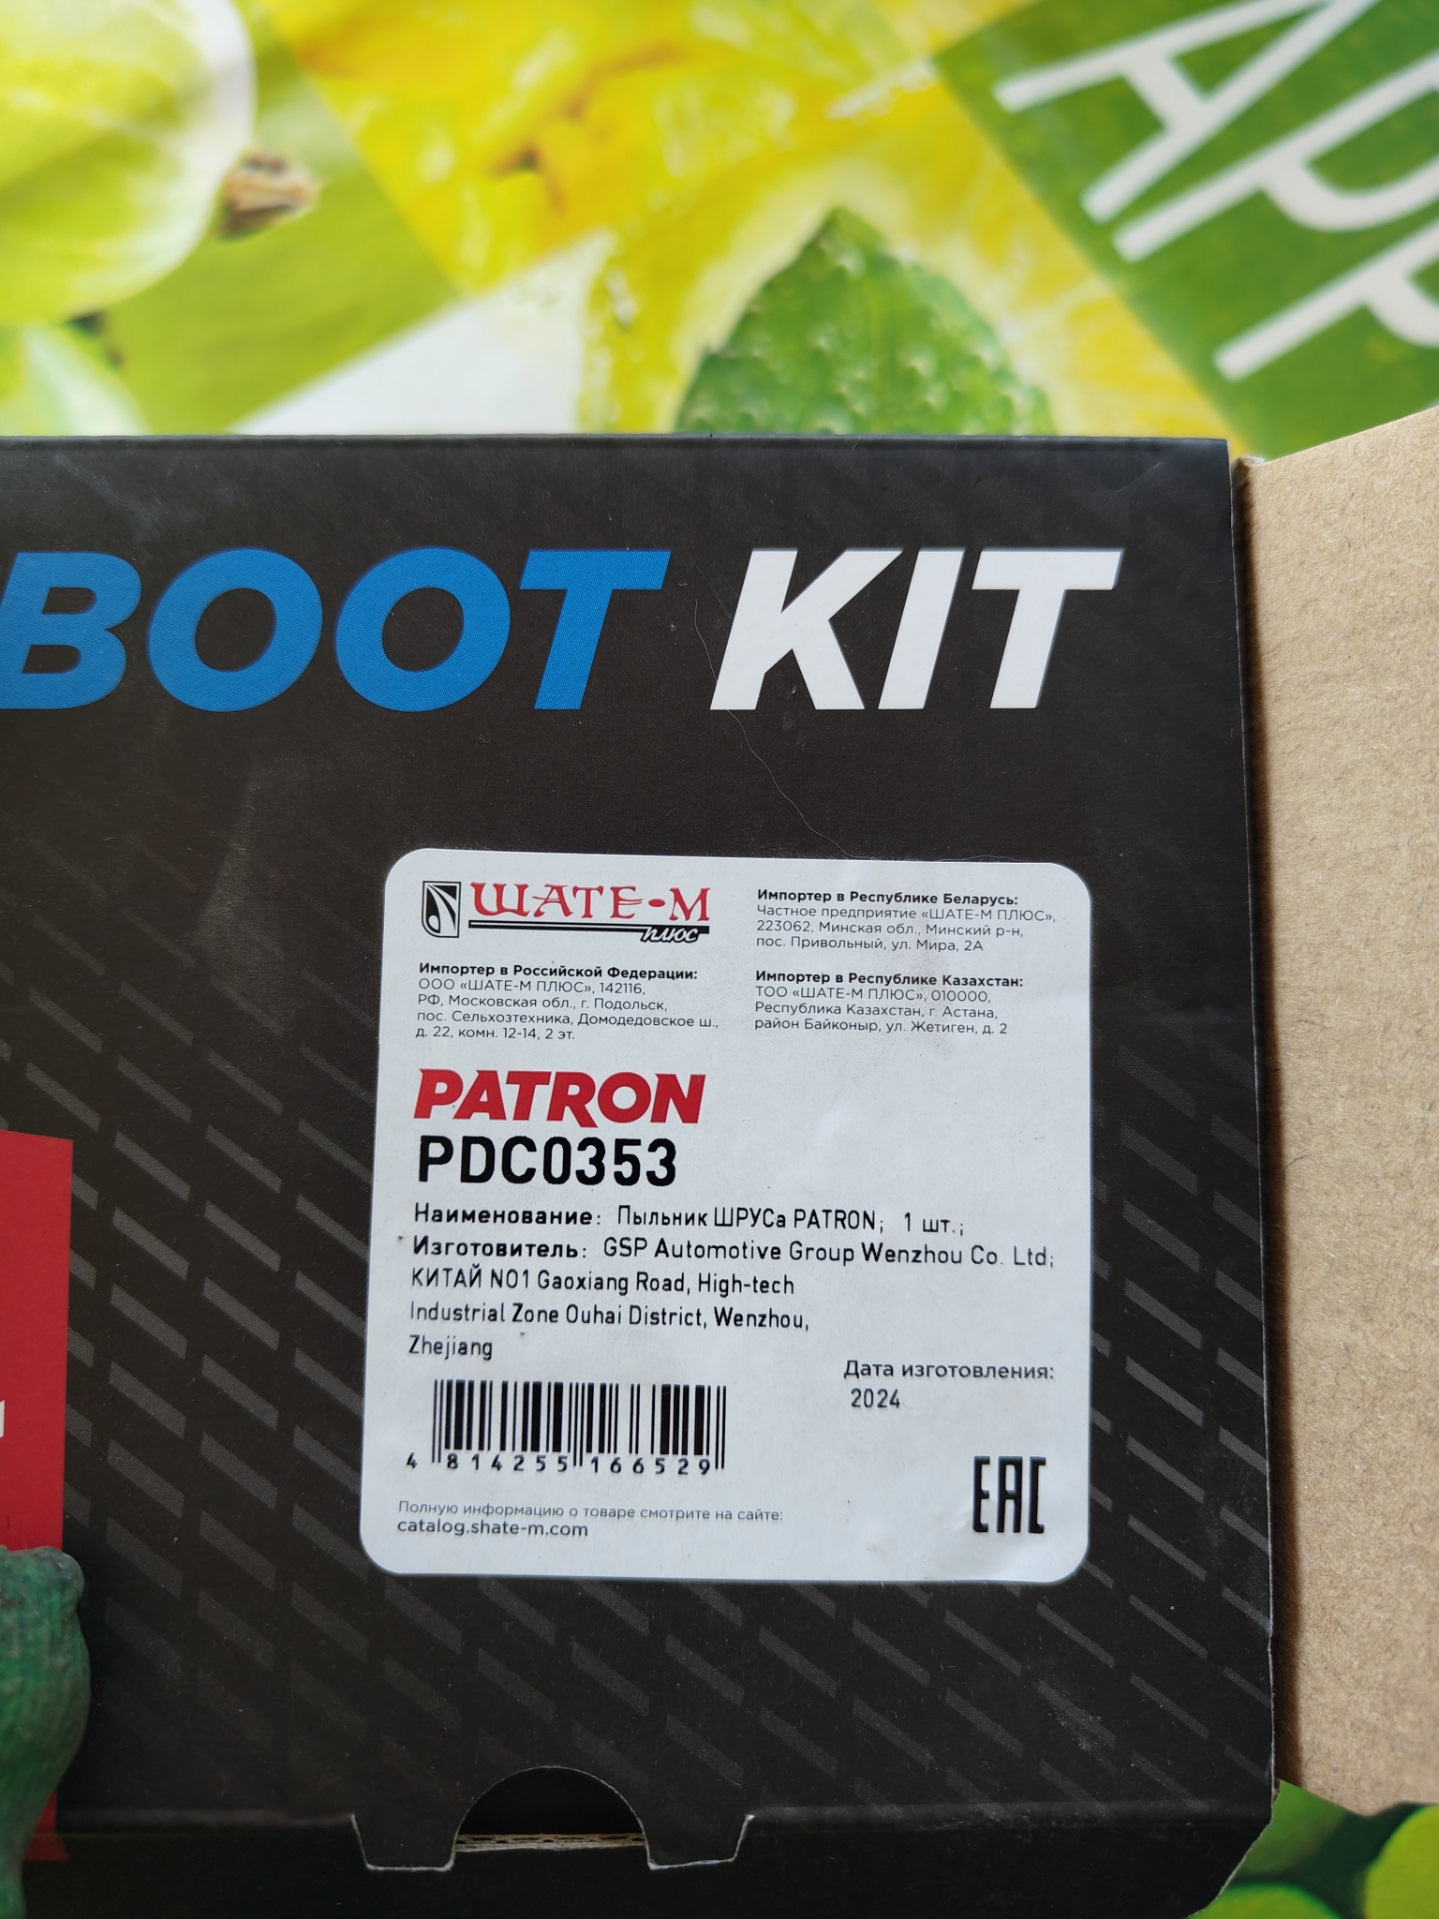 АРР
BOOT KIT
ШАТЕ-М
плюс
Импортер в Российской Федерации:
ООО «ШАТЕ-М ПЛЮС», 142116,
РФ, Московская обл., г. Подольск,
пос. Сельхозтехника, Домодедовское ш.,
д. 22, комн. 12-14, 2 эт.
Импортер в Республике Беларусь:
Частное предприятие «ШАТЕ-М ПЛЮС»,
223062, Минская обл., Минский р-н,
пос. Привольный, ул. Мира, 2А
Импортер в Республике Казахстан:
ТОО «ШАТЕ-М ПЛЮС», 010000,
Республика Казахстан, г. Астана,
район Байконыр, ул. Жетиген, д. 2
PATRON
PDC0353
Наименование: Пыльник ШРУСа PATRON; 1 шт.;
Изготовитель: GSP Automotive Group Wenzhou Co. Ltd;
КИТАЙ NO1 Gaoxiang Road, High-tech
Industrial Zone Ouhai District, Wenzhou,
Zhejiang
Дата изготовления:
2024
4 814255 166529
EAC
Полную информацию о товаре смотрите на сайте:
catalog.shate-m.com